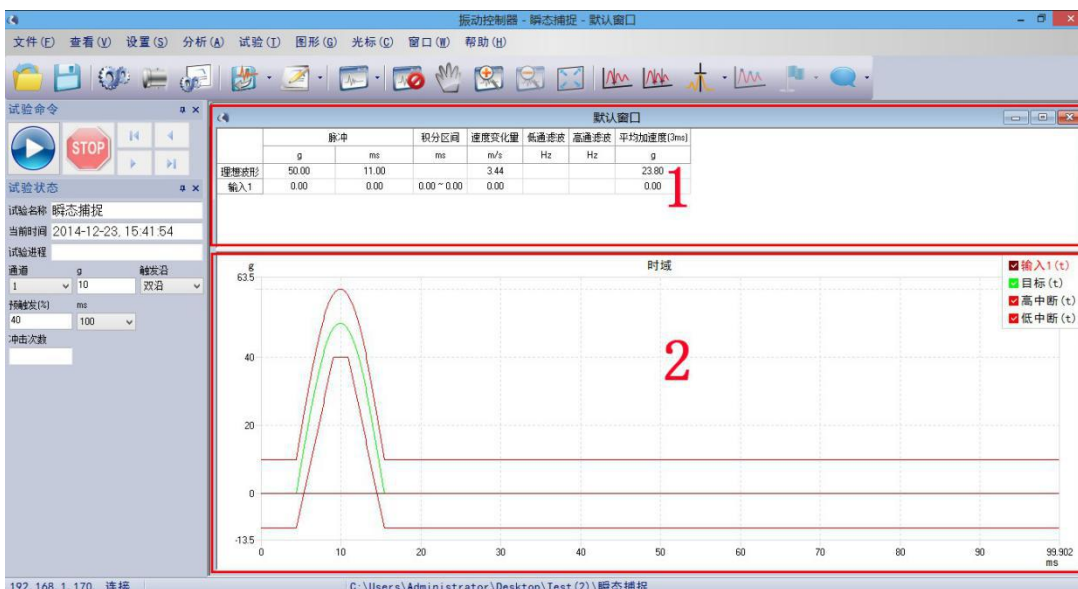 振动控制器 - 瞬态捕捉 - 默认窗口
文件(F) 查看(V) 设置(S) 分析(A) 试验(T) 图形(G) 光标(C) 窗口(W) 帮助(H)
试验命令
STOP
试验状态
试验名称 瞬态捕捉
当前时间 2014-12-23, 15:41:54
试验进程
通道 g 触发沿
1 10 双沿
预触发(%) ms
40 100
冲击次数
默认窗口
脉冲 积分区间 速度变化量 低通滤波 高通滤波 平均加速度(3ms)
g ms ms m/s Hz Hz g
理想波形 50.00 11.00 3.44 23.80
输入1 0.00 0.00 0.00 ~ 0.00 0.00 0.00
1
时域
g
63.5
40
20
0
-13.5
0 10 20 30 40 50 60 70 80 90 99.902
ms
输入1(t)
目标(t)
高中断(t)
低中断(t)
2
192.168.1.170, 连接 C:\Users\Administrator\Desktop\Test(2)\瞬态捕捉